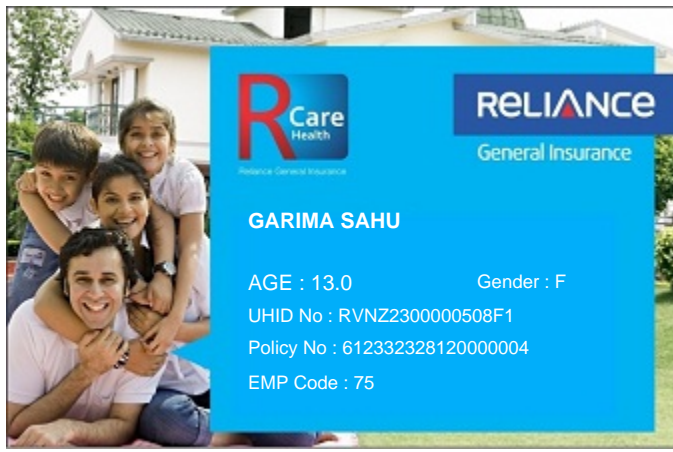 RCare
Health
Reliance General Insurance
RELIANCE
General Insurance
GARIMA SAHU
AGE : 13.0 Gender : F
UHID No : RVNZ2300000508F1
Policy No : 612332328120000004
EMP Code : 75